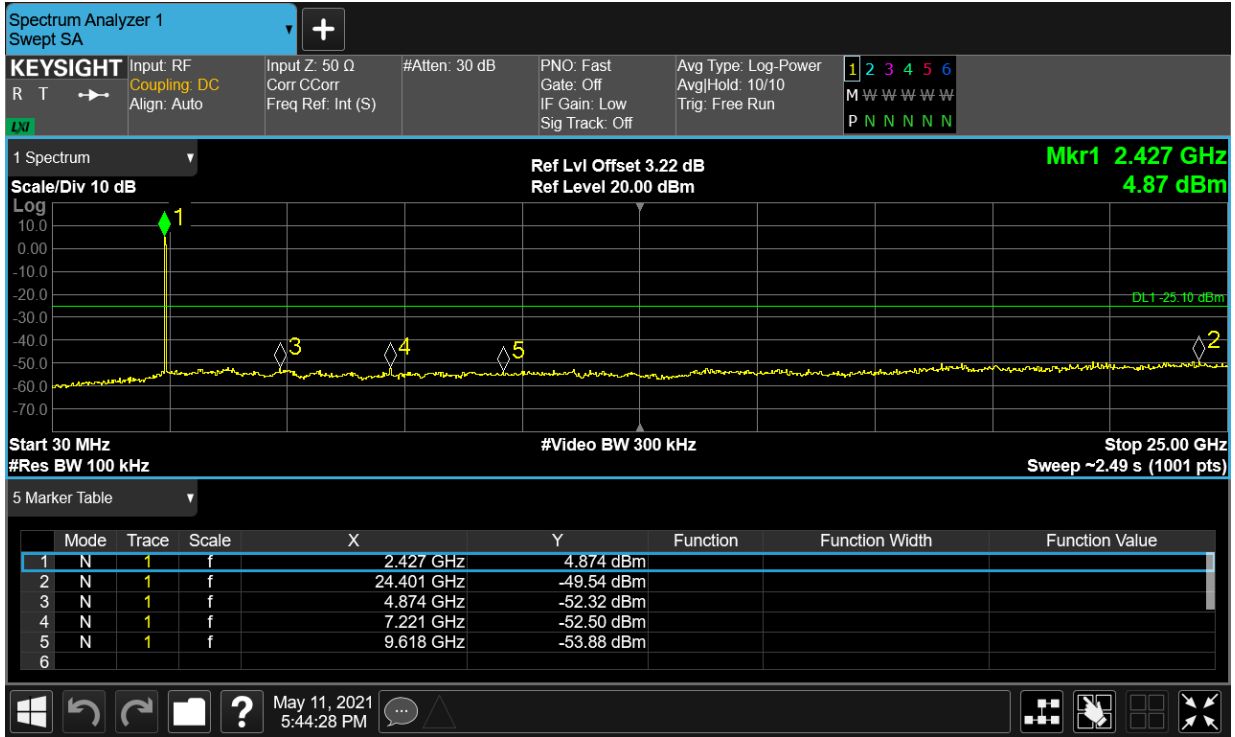 Spectrum Analyzer 1
Swept SA
KEYSIGHT
R T
LXI
Input: RF
Coupling: DC
Align: Auto
Input Z: 50 Ω
Corr CCorr
Freq Ref: Int (S)
#Atten: 30 dB
PNO: Fast
Gate: Off
IF Gain: Low
Sig Track: Off
Avg Type: Log-Power
Avg|Hold: 10/10
Trig: Free Run
1 2 3 4 5 6
M W W W W W
P N N N N N
1 Spectrum
Scale/Div 10 dB
Ref Lvl Offset 3.22 dB
Ref Level 20.00 dBm
Mkr1 2.427 GHz
4.87 dBm
Log
10.0
0.00
-10.0
-20.0
-30.0
-40.0
-50.0
-60.0
-70.0
1
DL1 -25.10 dBm
3
4
5
2
Start 30 MHz
#Video BW 300 kHz
Stop 25.00 GHz
#Res BW 100 kHz
Sweep ~2.49 s (1001 pts)
5 Marker Table
Mode Trace Scale X Y Function Function Width Function Value
1 N 1 f 2.427 GHz 4.874 dBm
2 N 1 f 24.401 GHz -49.54 dBm
3 N 1 f 4.874 GHz -52.32 dBm
4 N 1 f 7.221 GHz -52.50 dBm
5 N 1 f 9.618 GHz -53.88 dBm
6
?
May 11, 2021
5:44:28 PM